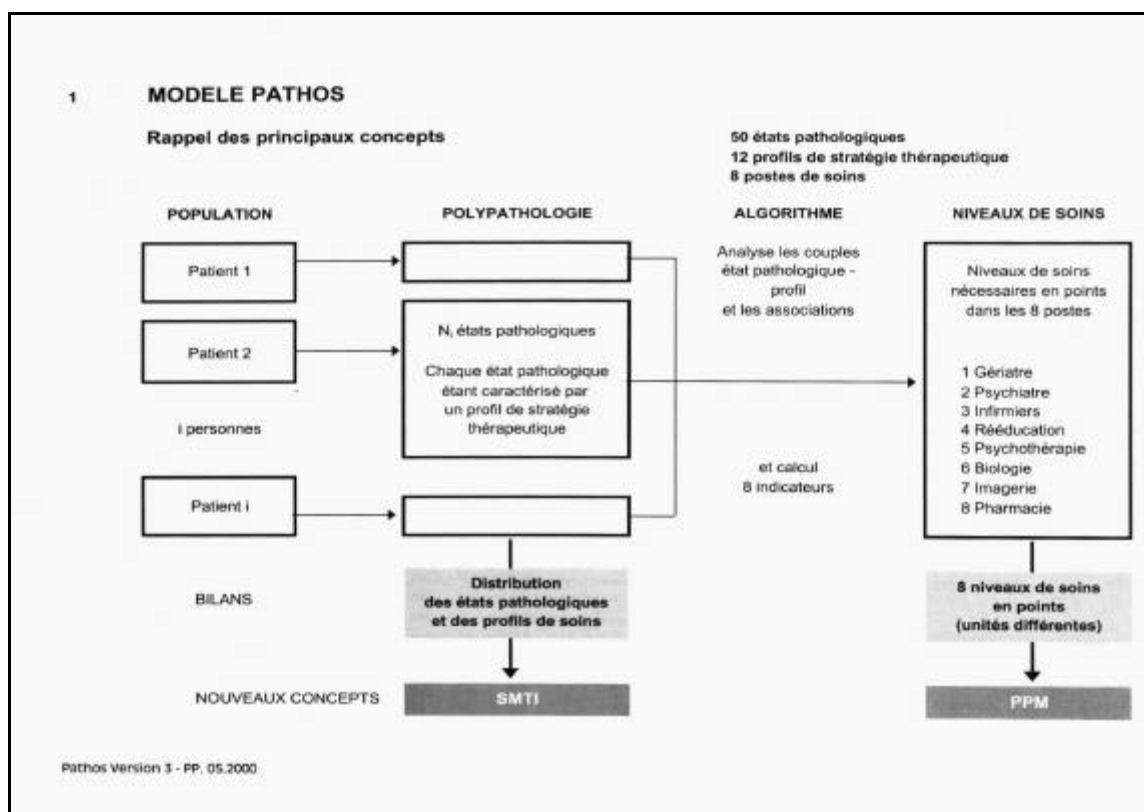 1 MODELE PATHOS
Rappel des principaux concepts
50 états pathologiques
12 profils de stratégie thérapeutique
8 postes de soins
POPULATION
POLYPATHOLOGIE
ALGORITHME
NIVEAUX DE SOINS
Patient 1
Patient 2
i personnes
Patient i
Ni états pathologiques
Chaque état pathologique
étant caractérisé par
un profil de stratégie
thérapeutique
Analyse les couples
état pathologique -
profil
et les associations
et calcul
8 indicateurs
Niveaux de soins
nécessaires en points
dans les 8 postes
1 Gériatre
2 Psychiatre
3 Infirmiers
4 Rééducation
5 Psychothérapie
6 Biologie
7 Imagerie
8 Pharmacie
BILANS
Distribution
des états pathologiques
et des profils de soins
8 niveaux de soins
en points
(unités différentes)
NOUVEAUX CONCEPTS
SMTI
PPM
Pathos Version 3 - PP, 05.2000